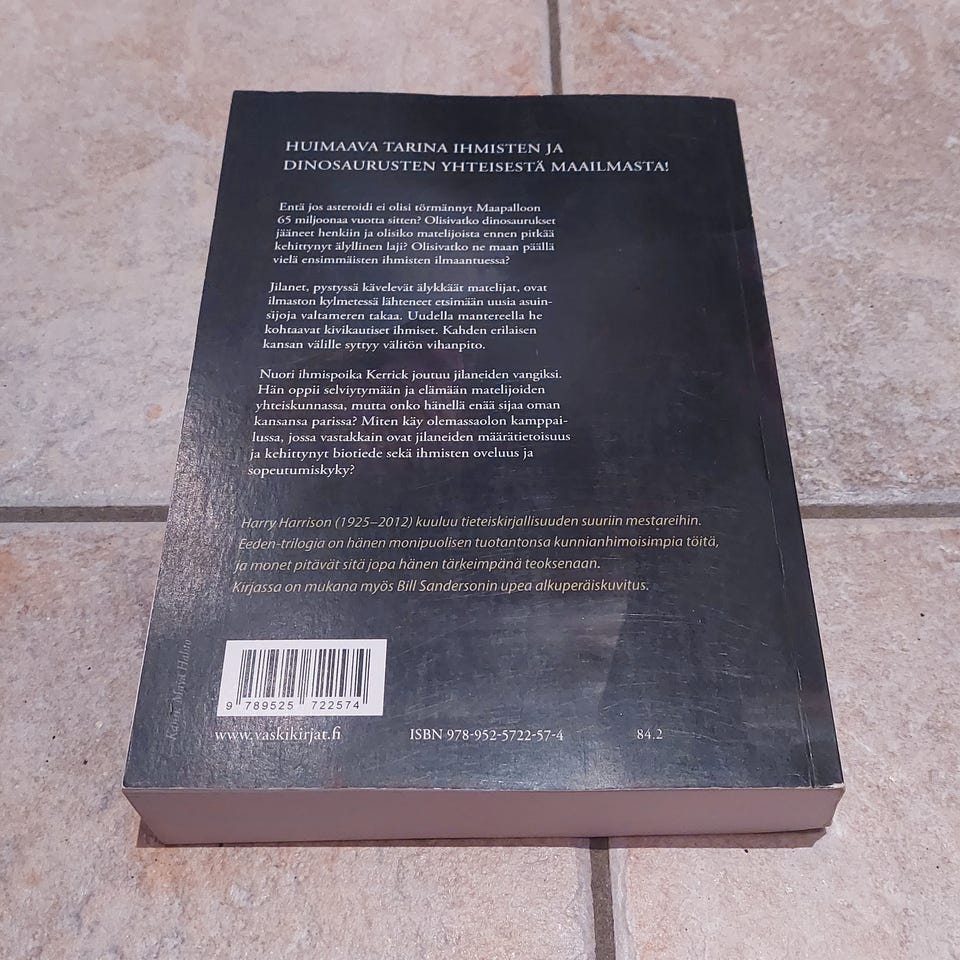 HUIMAAVA TARINA IHMISTEN JA
DINOSAURUSTEN YHTEISESTÄ MAAILMASTA!
Entä jos asteroidi ei olisi törmännyt Maapalloon
65 miljoonaa vuotta sitten? Olisivatko dinosaurukset
jääneet henkiin ja olisiko matelijoista ennen pitkää
kehittynyt älyllinen laji? Olisivatko ne maan päällä
vielä ensimmäisten ihmisten ilmaantuessa?
Jilanet, pystyssä kävelevät älykkäät matelijat, ovat
ilmaston kylmetessä lähteneet etsimään uusia asuin-
sijoja valtameren takaa. Uudella mantereella he
kohtaavat kivikautiset ihmiset. Kahden erilaisen
kansan välille syttyy välitön vihanpito.
Nuori ihmispoika Kerrick joutuu jilaneiden vangiksi.
Hän oppii selviytymään ja elämään matelijoiden
yhteiskunnassa, mutta onko hänellä enää sijaa oman
kansansa parissa? Miten käy olemassaolon kamppai-
lussa, jossa vastakkain ovat jilaneiden määrätietoisuus
ja kehittynyt biotiede sekä ihmisten oveluus ja
sopeutumiskyky?
Harry Harrison (1925–2012) kuuluu tieteiskirjallisuuden suuriin mestareihin.
Eeden-trilogia on hänen monipuolisen tuotantonsa kunnianhimoisimpia töitä,
ja monet pitävät sitä jopa hänen tärkeimpänä teoksenaan.
Kirjassa on mukana myös Bill Sandersonin upea alkuperäiskuvitus.
9 789525 722574
www.vaskikirjat.fi ISBN 978-952-5722-57-4 84.2